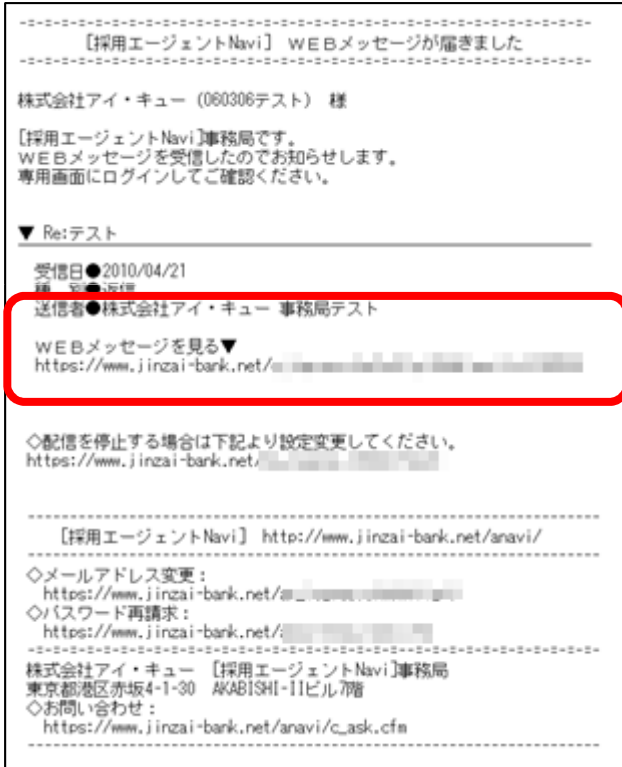 -:-:-:-:-:-:-:-:-:-:-:-:-:-:-:-:-:-:-:-:-:-:-:-:-:-:-:-:-
[採用エージェントNavi] ＷＥＢメッセージが届きました
-:-:-:-:-:-:-:-:-:-:-:-:-:-:-:-:-:-:-:-:-:-:-:-:-:-:-:-:-
株式会社アイ・キュー (060306テスト) 様
[採用エージェントNavi]事務局です。
ＷＥＢメッセージを受信したのでお知らせします。
専用画面にログインしてご確認ください。
▼ Re:テスト
受信日●2010/04/21
種　別●返信
送信者●株式会社アイ・キュー 事務局テスト
ＷＥＢメッセージを見る▼
https://www.jinzai-bank.net/
◇配信を停止する場合は下記より設定変更してください。
https://www.jinzai-bank.net/
------------------------------------------------------------
[採用エージェントNavi] http://www.jinzai-bank.net/anavi/
------------------------------------------------------------
◇メールアドレス変更：
https://www.jinzai-bank.net/
◇パスワード再請求：
https://www.jinzai-bank.net/
-:-:-:-:-:-:-:-:-:-:-:-:-:-:-:-:-:-:-:-:-:-:-:-:-:-:-:-:-
株式会社アイ・キュー [採用エージェントNavi]事務局
東京都港区赤坂4-1-30 AKABISHI-IIビル7階
◇お問い合わせ：
https://www.jinzai-bank.net/anavi/c_ask.cfm
------------------------------------------------------------